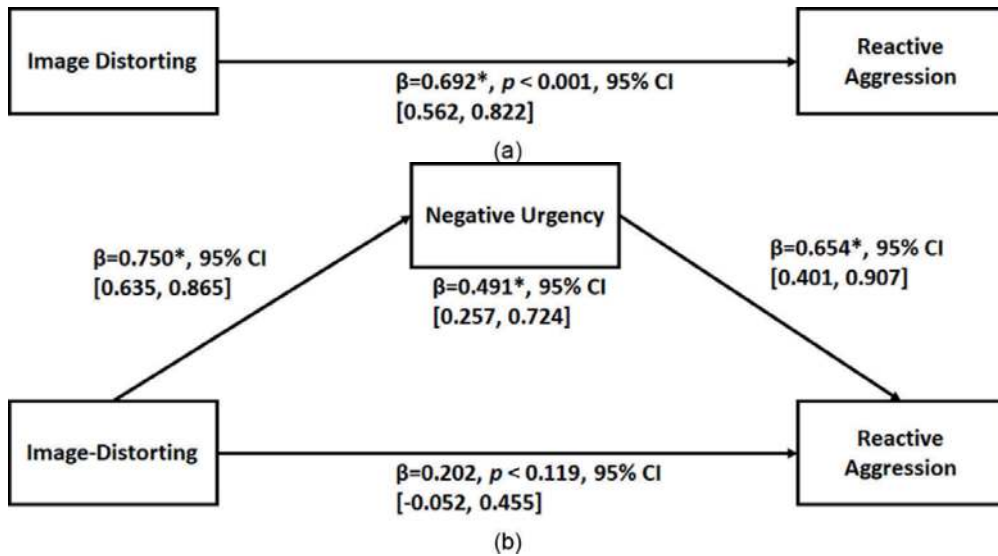 Image Distorting
Reactive
Aggression
β=0.692*, p < 0.001, 95% CI
[0.562, 0.822]
(a)
Negative Urgency
β=0.750*, 95% CI
[0.635, 0.865]
β=0.491*, 95% CI
[0.257, 0.724]
β=0.654*, 95% CI
[0.401, 0.907]
Image-Distorting
Reactive
Aggression
β=0.202, p < 0.119, 95% CI
[-0.052, 0.455]
(b)